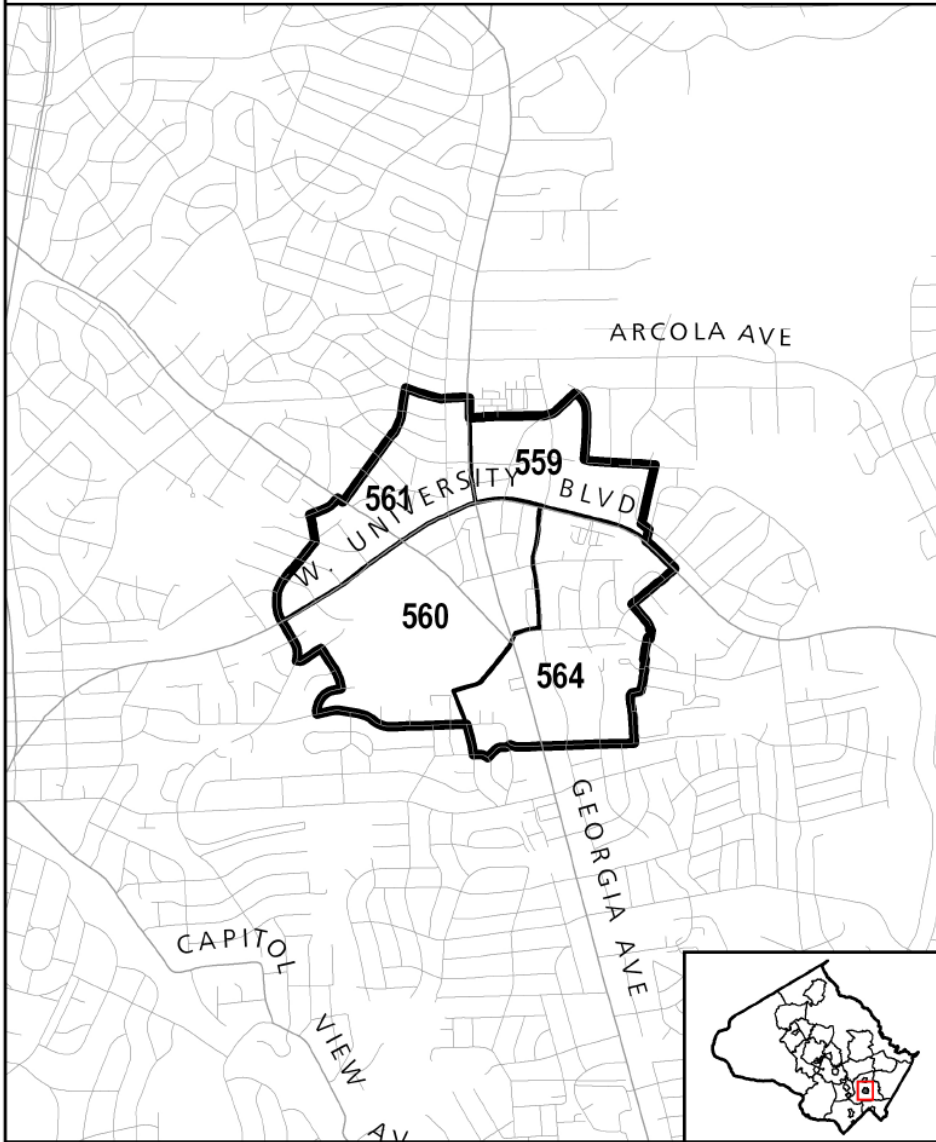 ARCOLA AVE
559
561
W. UNIVERSITY BLVD
560
564
GEORGIA AVE
CAPITOL VIEW AV